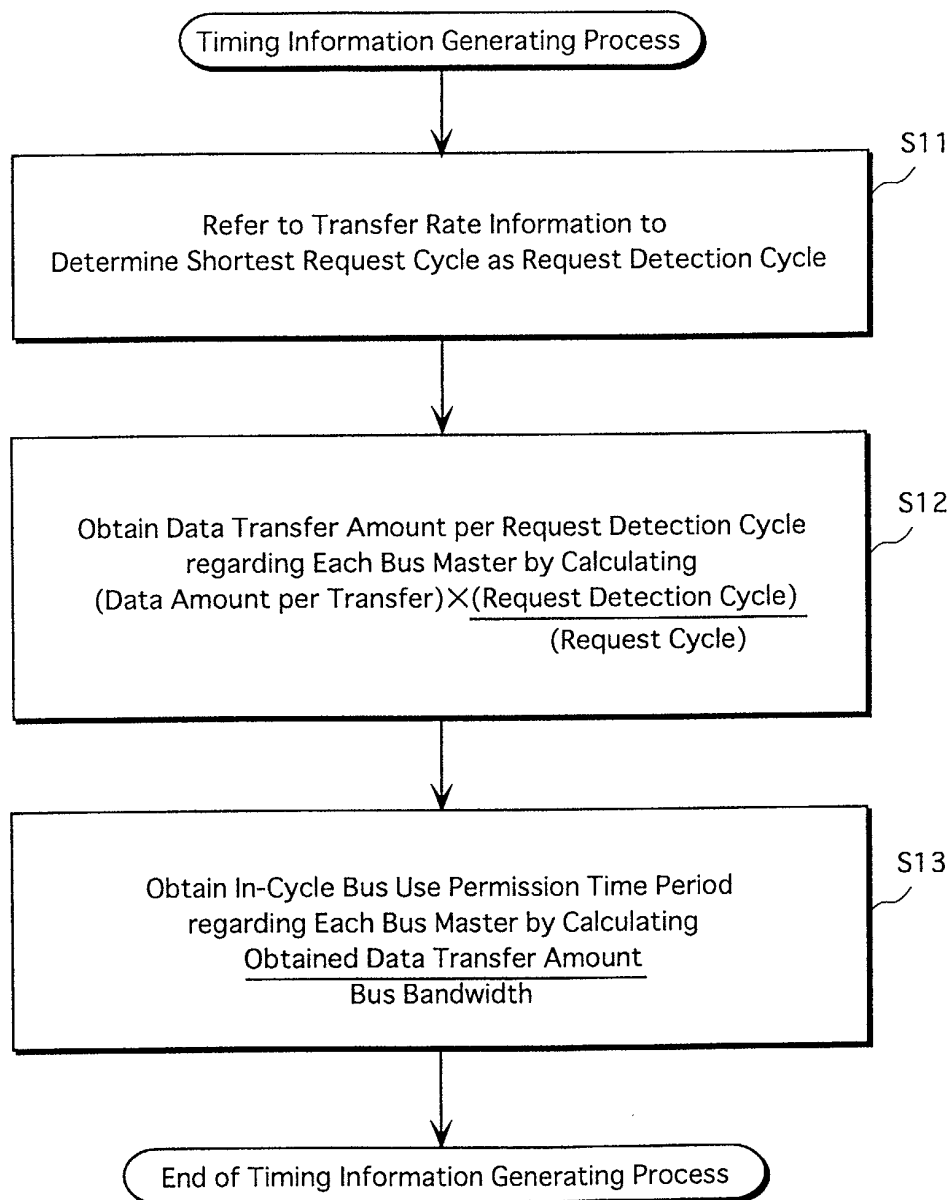 Timing Information Generating Process
S11
Refer to Transfer Rate Information to
Determine Shortest Request Cycle as Request Detection Cycle
S12
Obtain Data Transfer Amount per Request Detection Cycle
regarding Each Bus Master by Calculating
(Data Amount per Transfer)×(Request Detection Cycle)
(Request Cycle)
S13
Obtain In-Cycle Bus Use Permission Time Period
regarding Each Bus Master by Calculating
Obtained Data Transfer Amount
Bus Bandwidth
End of Timing Information Generating Process